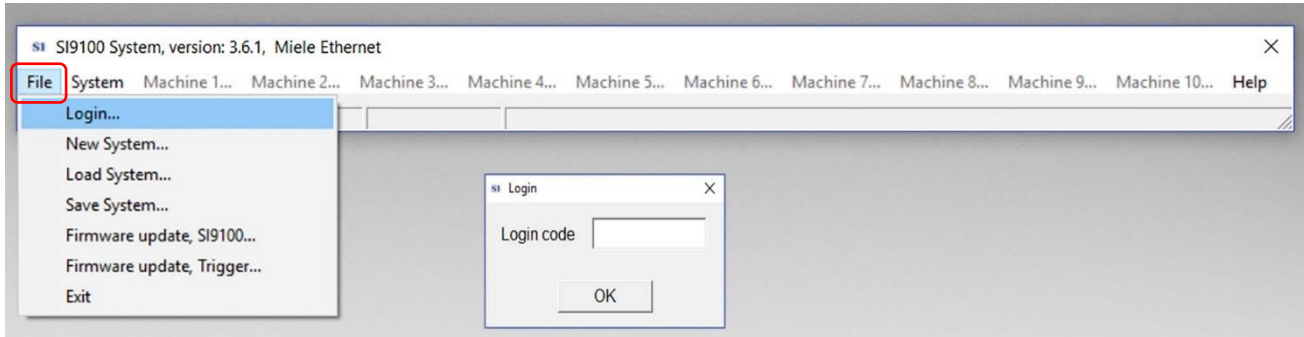 SI SI9100 System, version: 3.6.1, Miele Ethernet
File System Machine 1... Machine 2... Machine 3... Machine 4... Machine 5... Machine 6... Machine 7... Machine 8... Machine 9... Machine 10... Help
Login...
New System...
Load System...
Save System...
Firmware update, SI9100...
Firmware update, Trigger...
Exit
SI Login
Login code
OK